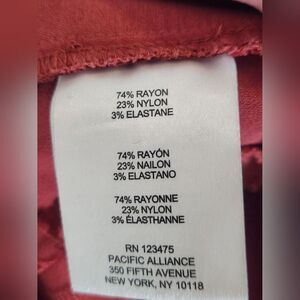 74% RAYON
23% NYLON
3% ELASTANE
74% RAYÓN
23% NAILON
3% ELASTANO
74% RAYONNE
23% NYLON
3% ÉLASTHANNE
RN 123475
PACIFIC ALLIANCE
350 FIFTH AVENUE
NEW YORK, NY 10118